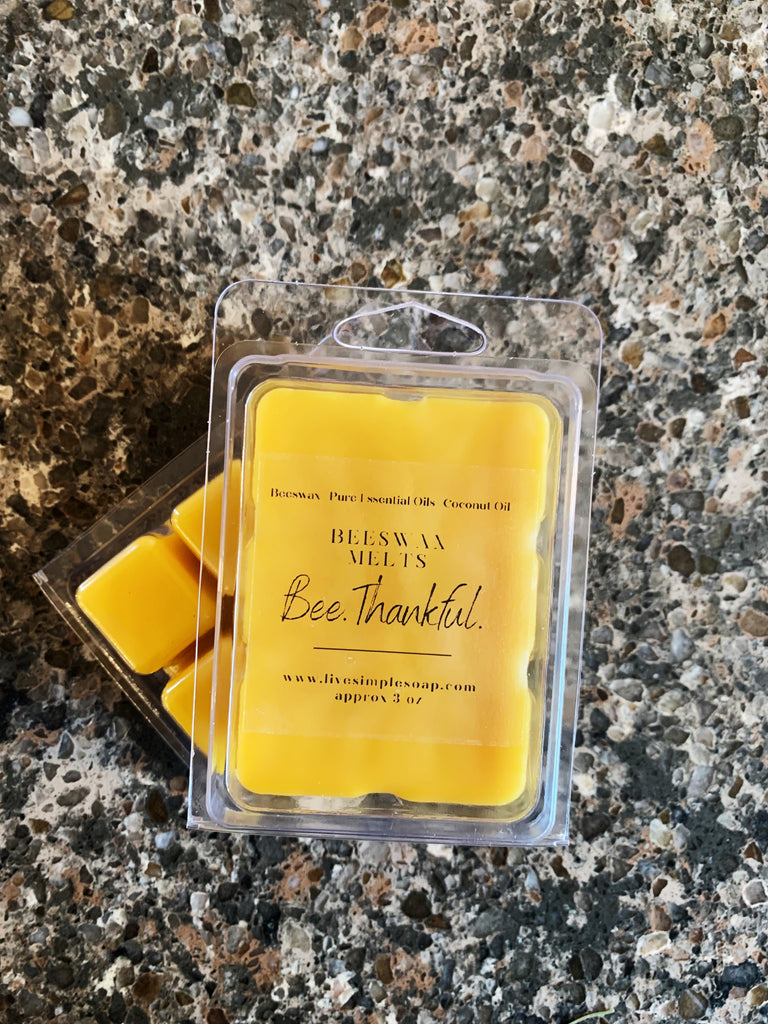 Beeswax Pure Essential Oils Coconut Oil
BEESWAX
MELTS
Bee.Thankful.
www.livesimplesoap.com
approx 3 oz